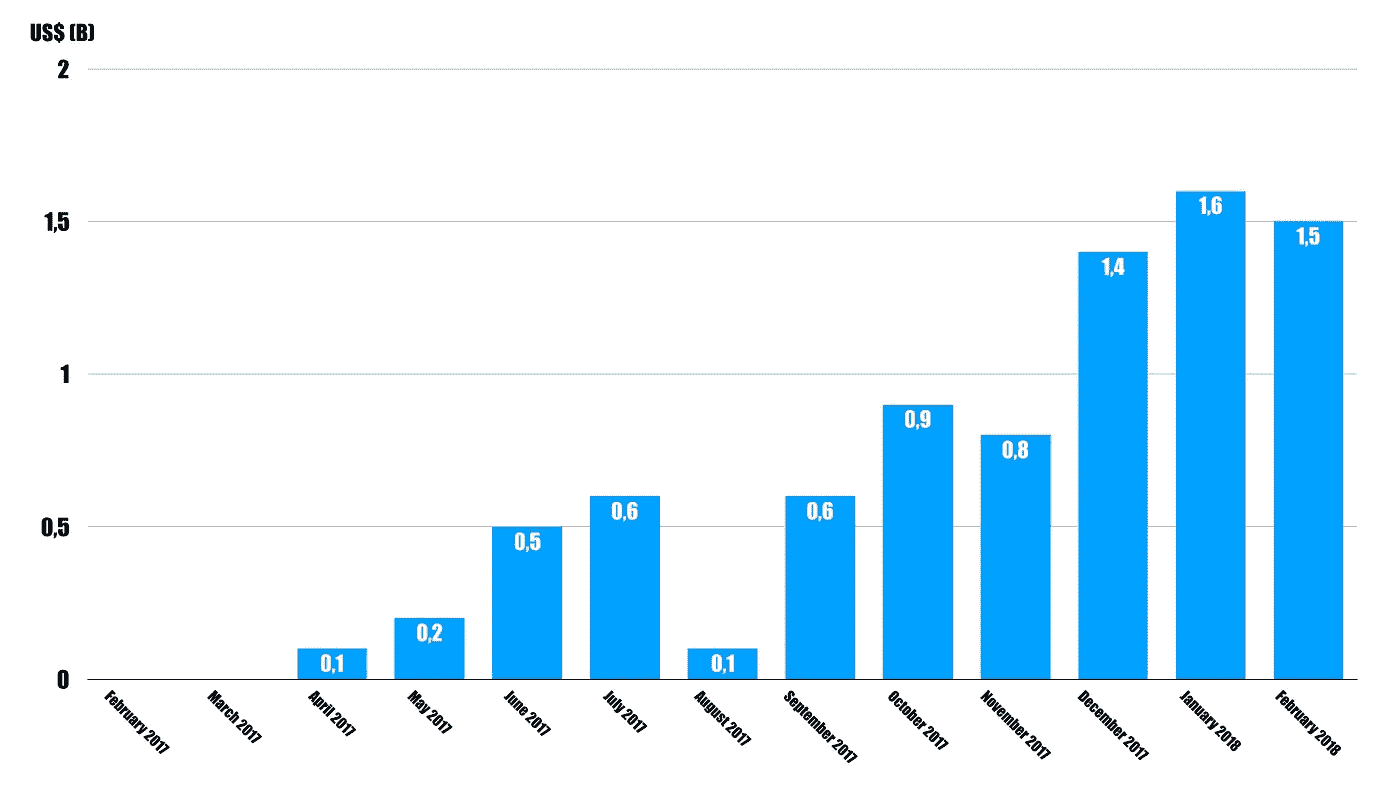 US$ (B)
2
1,5
1
0,5
0
0,1
0,2
0,5
0,6
0,1
0,6
0,9
0,8
1,4
1,6
1,5
February 2017
March 2017
April 2017
May 2017
June 2017
July 2017
August 2017
September 2017
October 2017
November 2017
December 2017
January 2018
February 2018